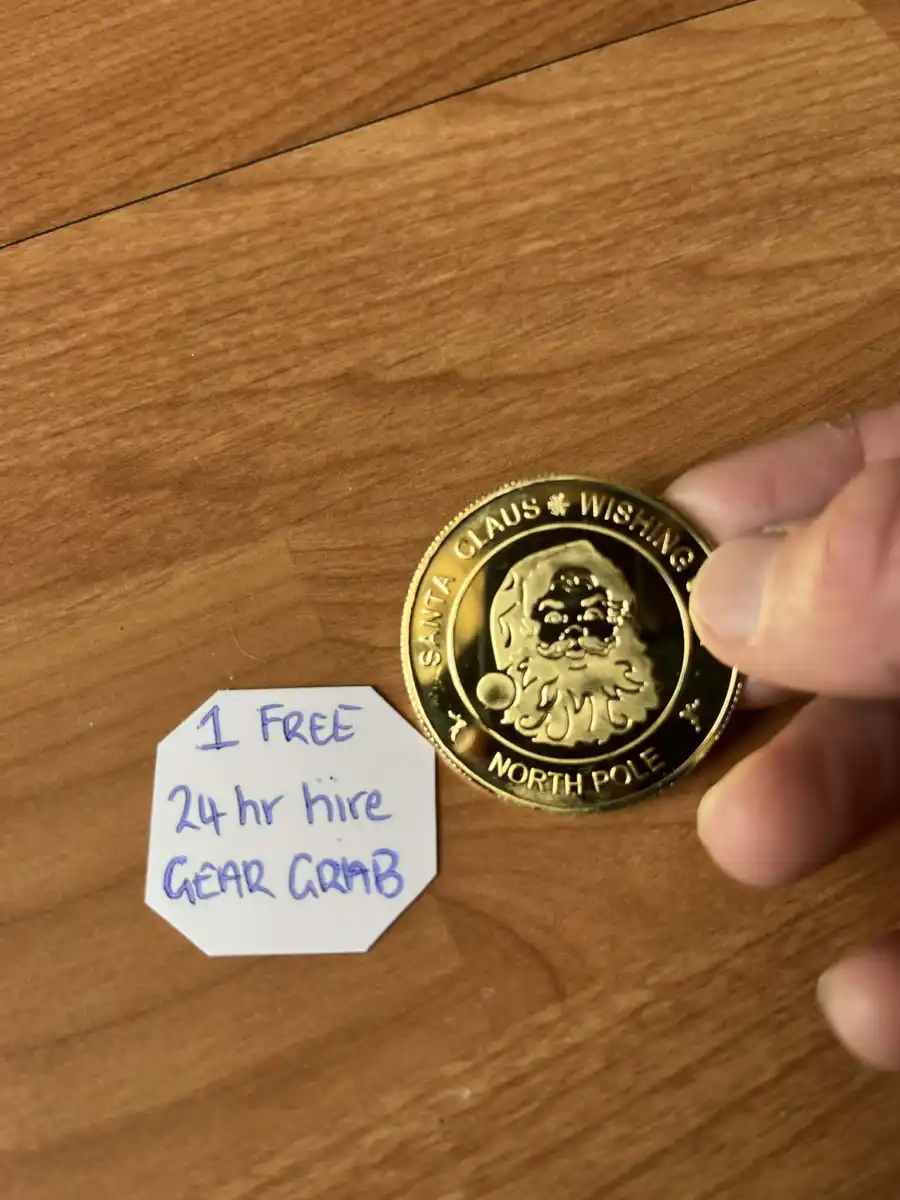 1 FREE
24 hr hire
GEAR GRAB
SANTA CLAUS WISHING
NORTH POLE